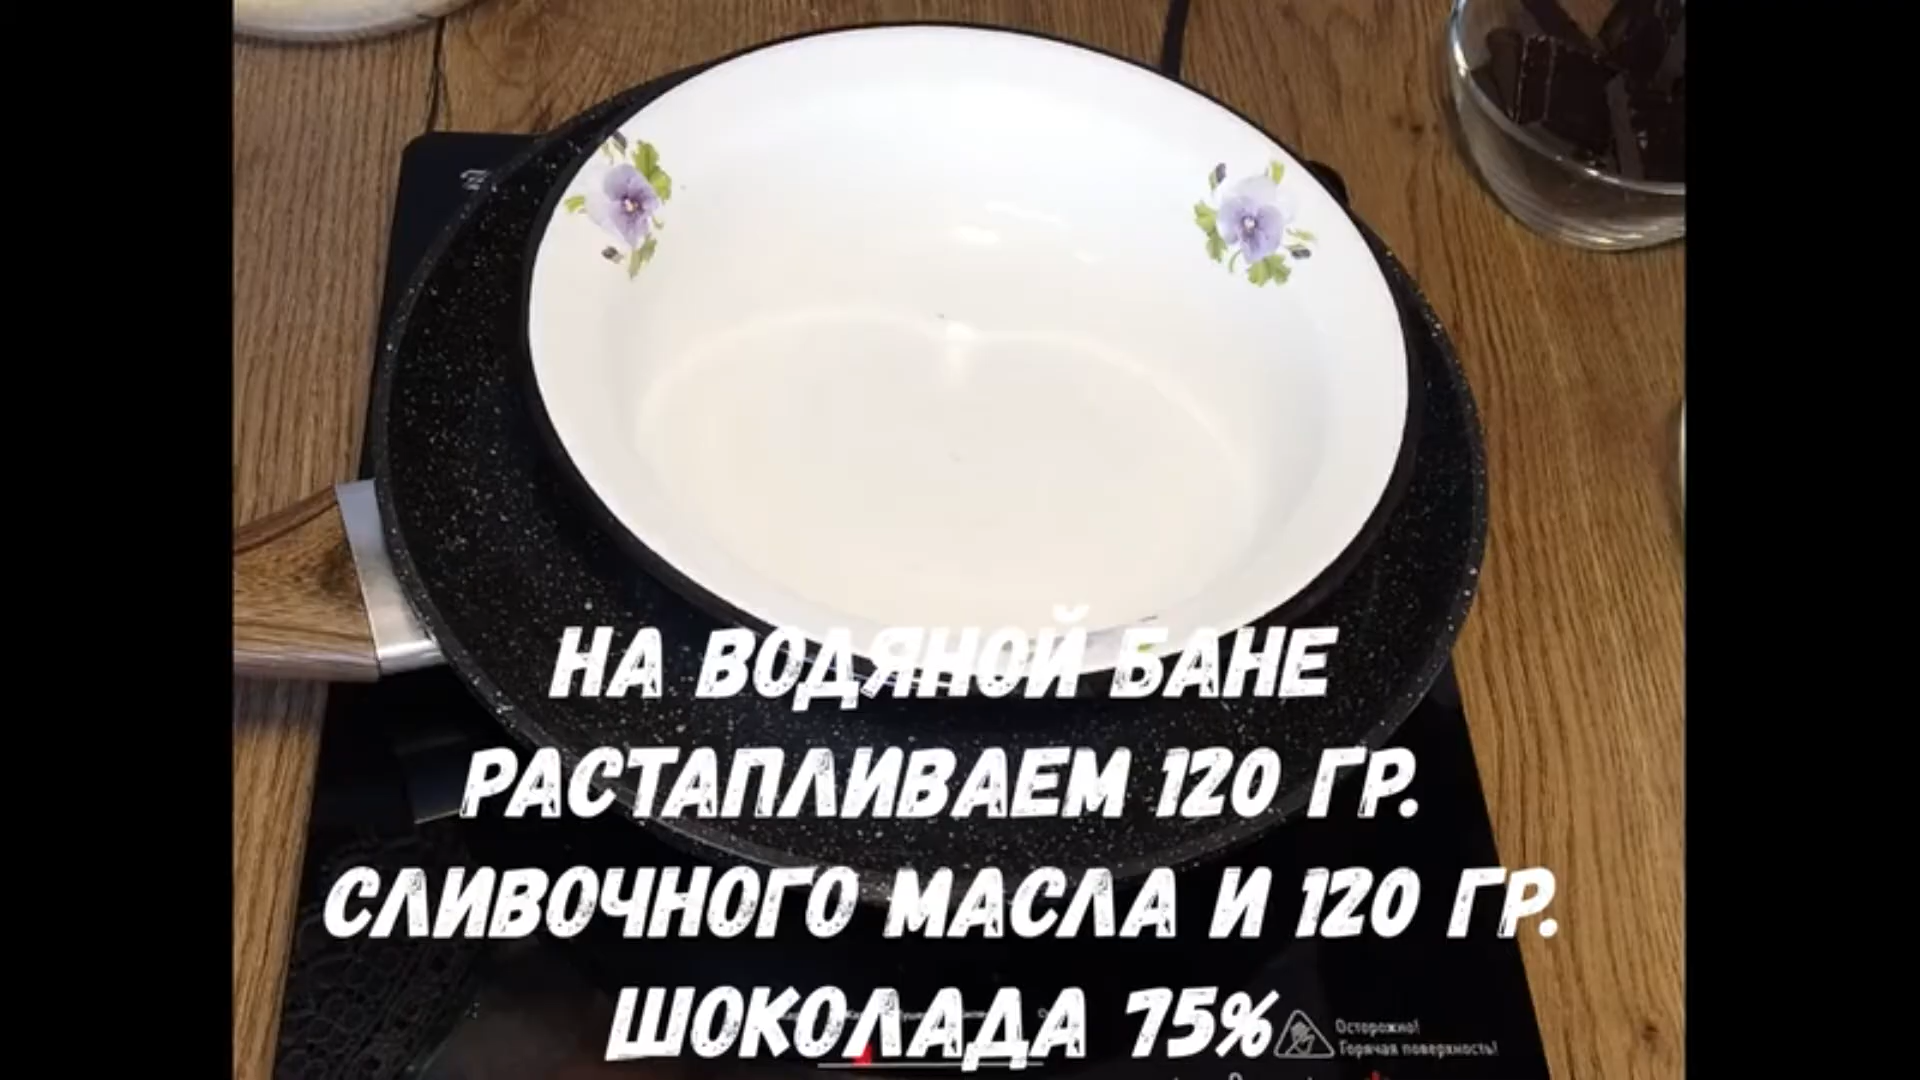 НА ВОДЯНОЙ БАНЕ
РАСТАПЛИВАЕМ 120 ГР.
СЛИВОЧНОГО МАСЛА И 120 ГР.
ШОКОЛАДА 75%
Осторожно!
Горячая поверхность!